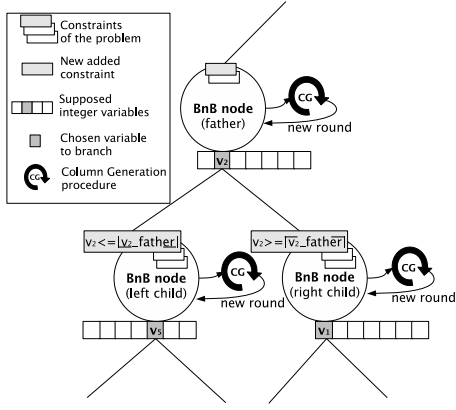 Constraints
of the problem
New added
constraint
Supposed
integer variables
Chosen variable
to branch
CG
Column Generation
procedure
BnB node
(father)
CG
new round
v₂
v₂<=⌊v₂_father⌋
v₂>=⌈v₂_father⌉
BnB node
(left child)
CG
new round
BnB node
(right child)
CG
new round
v₅
v₁